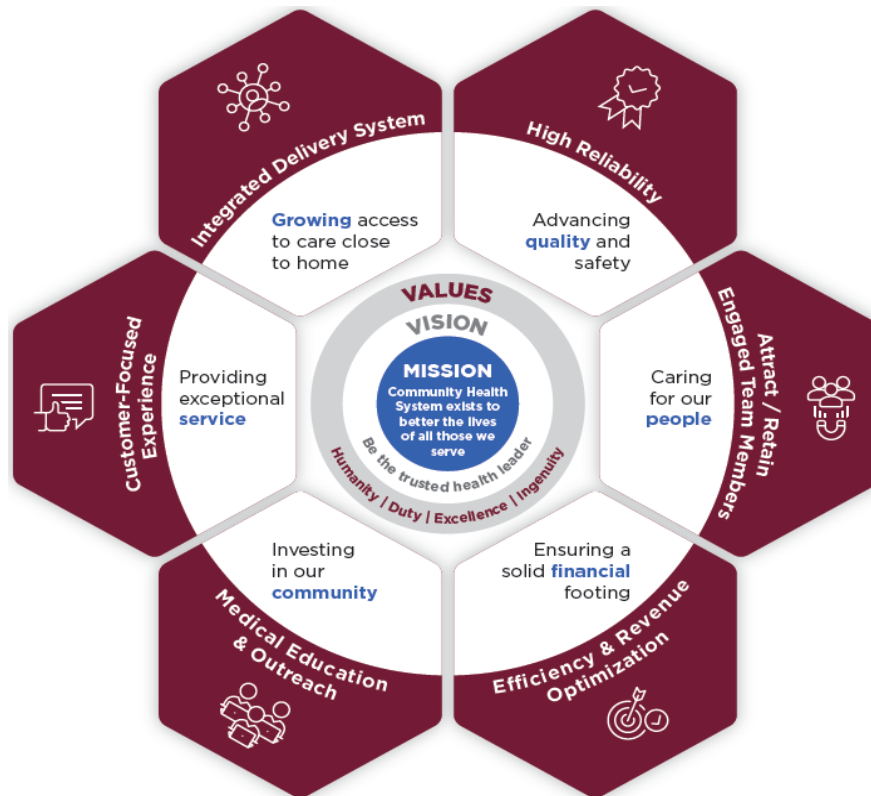 Integrated Delivery System
Growing access
to care close
to home
High Reliability
Advancing
quality and
safety
Attract / Retain
Engaged Team Members
Caring
for our
people
Efficiency & Revenue
Optimization
Ensuring a
solid financial
footing
Medical Education
& Outreach
Investing
in our
community
Customer-Focused
Experience
Providing
exceptional
service
VALUES
VISION
MISSION
Community Health
System exists to
better the lives
of all those we
serve
Be the trusted health leader
Humanity | Duty | Excellence | Ingenuity